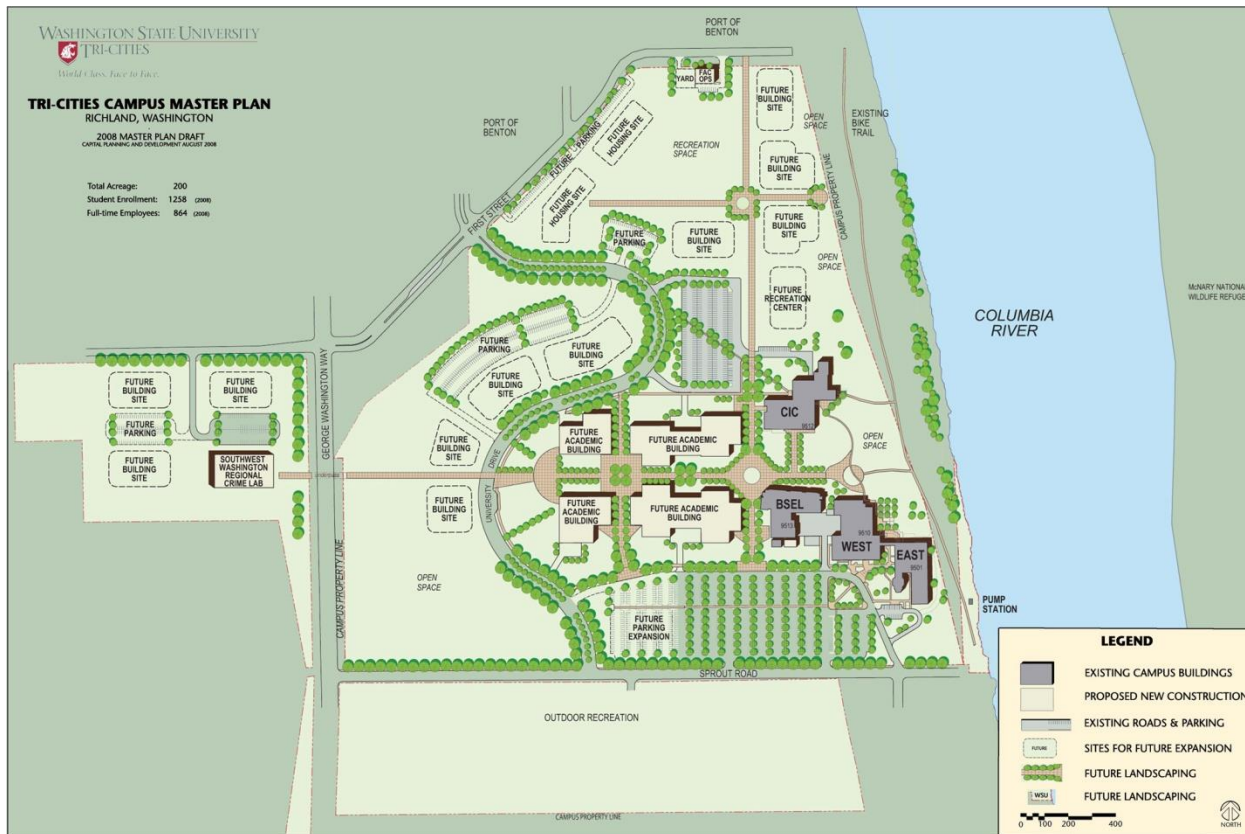 WASHINGTON STATE UNIVERSITY
TRI-CITIES
World Class. Face to Face.
TRI-CITIES CAMPUS MASTER PLAN
RICHLAND, WASHINGTON
2008 MASTER PLAN DRAFT
CAPITAL PLANNING AND DEVELOPMENT AUGUST 2008
Total Acreage: 200
Student Enrollment: 1258 (2008)
Full-time Employees: 864 (2008)
PORT OF
BENTON
PORT OF
BENTON
YARD
FAC
OPS
FUTURE
BUILDING
SITE
OPEN
SPACE
EXISTING
BIKE
TRAIL
FUTURE PARKING
FUTURE
HOUSING SITE
RECREATION
SPACE
FUTURE
BUILDING
SITE
CAMPUS PROPERTY LINE
FUTURE
HOUSING SITE
FIRST STREET
FUTURE
PARKING
FUTURE
BUILDING
SITE
FUTURE
BUILDING
SITE
OPEN
SPACE
FUTURE
RECREATION
CENTER
McNARY NATIONAL
WILDLIFE REFUGE
COLUMBIA
RIVER
FUTURE
PARKING
FUTURE
BUILDING
SITE
FUTURE
BUILDING
SITE
FUTURE
BUILDING
SITE
FUTURE
BUILDING
SITE
FUTURE
PARKING
FUTURE
BUILDING
SITE
SOUTHWEST
WASHINGTON
REGIONAL
CRIME LAB
GEORGE WASHINGTON WAY
FUTURE
BUILDING
SITE
FUTURE
ACADEMIC
BUILDING
FUTURE ACADEMIC
BUILDING
CIC
9512
OPEN
SPACE
UNIVERSITY DRIVE
FUTURE
BUILDING
SITE
FUTURE
ACADEMIC
BUILDING
FUTURE ACADEMIC
BUILDING
BSEL
9513
9510
WEST
EAST
9501
OPEN
SPACE
CAMPUS PROPERTY LINE
FUTURE
PARKING
EXPANSION
PUMP
STATION
SPROUT ROAD
OUTDOOR RECREATION
CAMPUS PROPERTY LINE
LEGEND
EXISTING CAMPUS BUILDINGS
PROPOSED NEW CONSTRUCTION
EXISTING ROADS & PARKING
FUTURE
SITES FOR FUTURE EXPANSION
FUTURE LANDSCAPING
WSU
FUTURE LANDSCAPING
0 100 200 400
NORTH